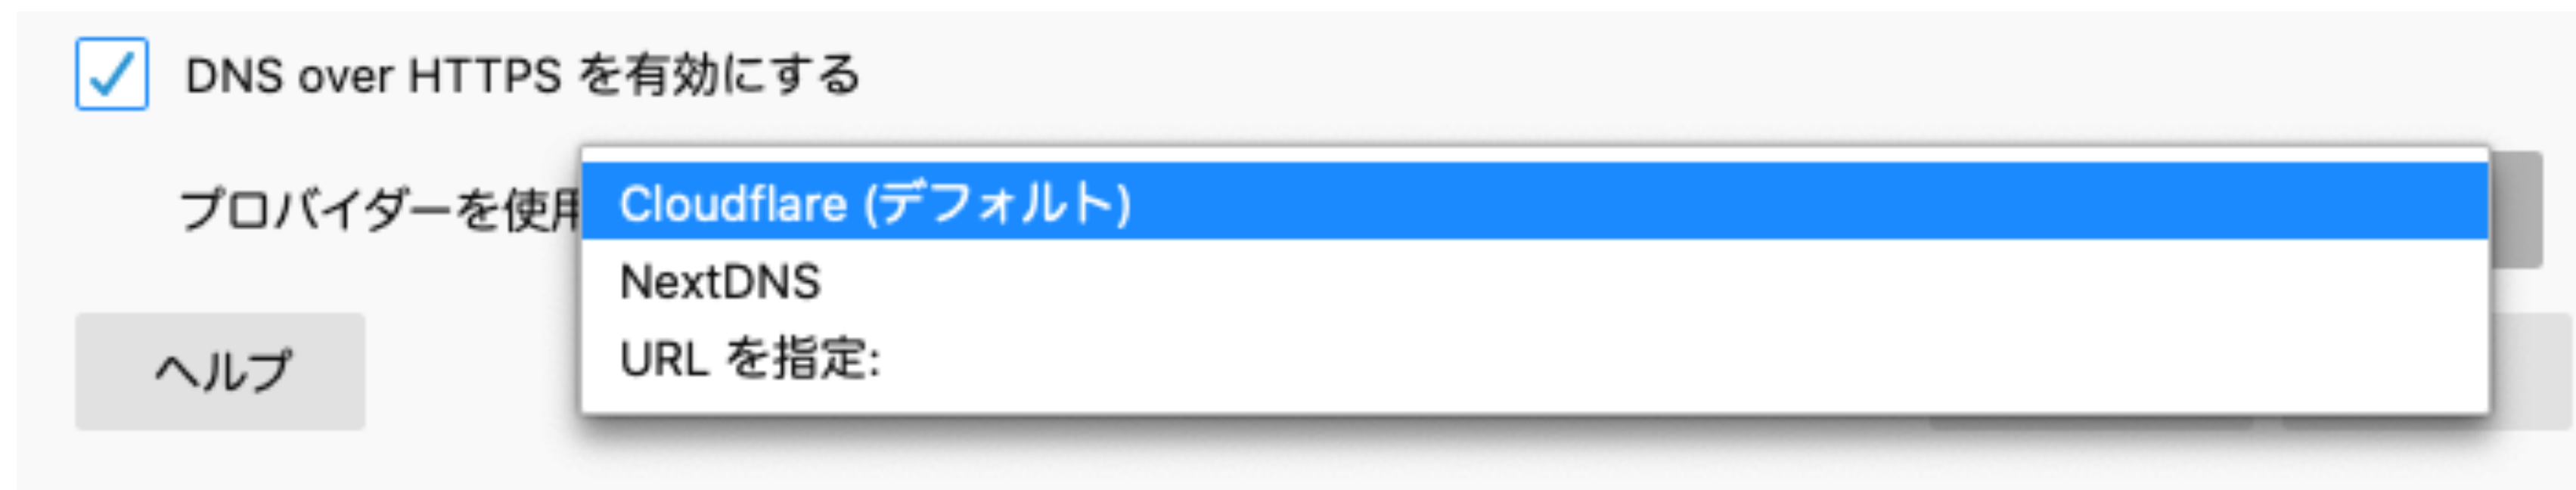 DNS over HTTPS を有効にする
プロバイダーを使用
Cloudflare (デフォルト)
NextDNS
URL を指定:
ヘルプ